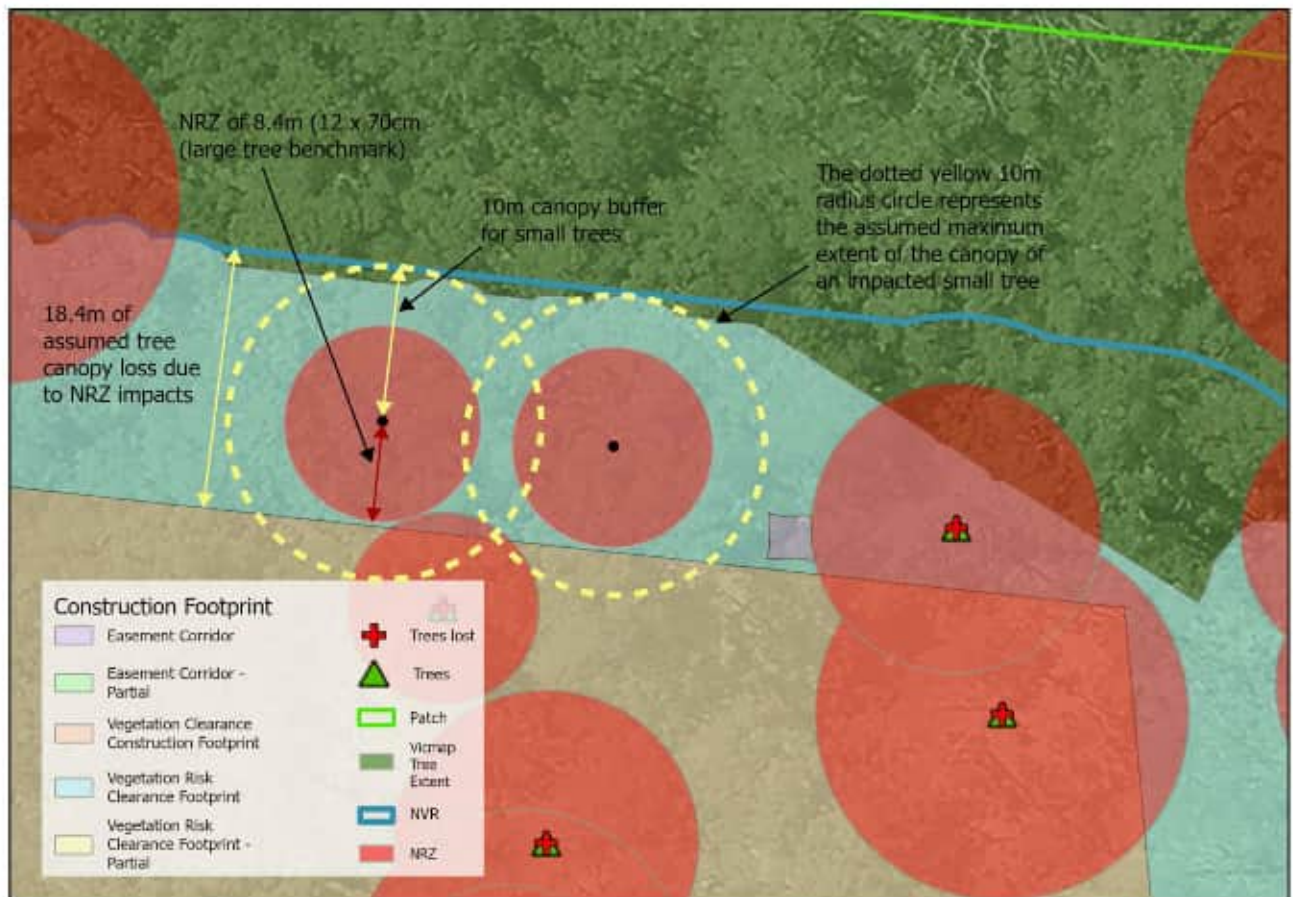 NRZ of 8.4m (12 x 70cm
(large tree benchmark)
10m canopy buffer
for small trees
The dotted yellow 10m
radius circle represents
the assumed maximum
extent of the canopy of
an impacted small tree
18.4m of
assumed tree
canopy loss due
to NRZ impacts
Construction Footprint
Easement Corridor
Easement Corridor -
Partial
Vegetation Clearance
Construction Footprint
Vegetation Risk
Clearance Footprint
Vegetation Risk
Clearance Footprint -
Partial
Trees lost
Trees
Patch
Vicmap
Tree
Extent
NVR
NRZ